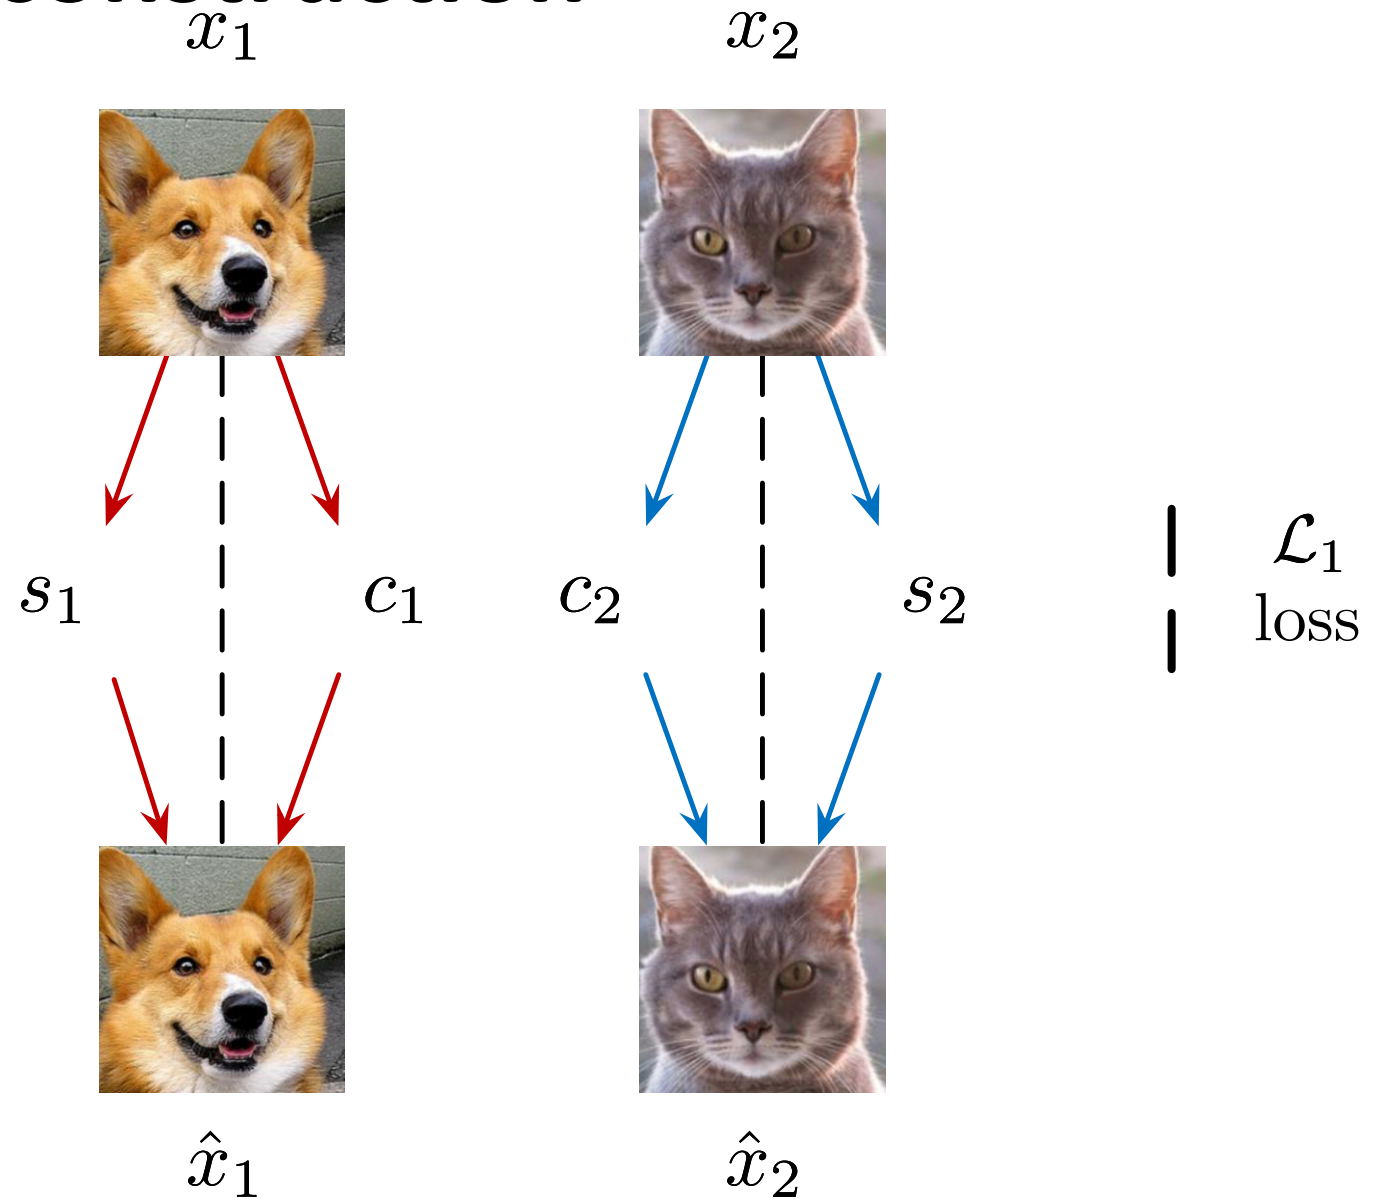 x₁ x₂
s₁ c₁ c₂ s₂
ℒ₁
loss
x̂₁ x̂₂